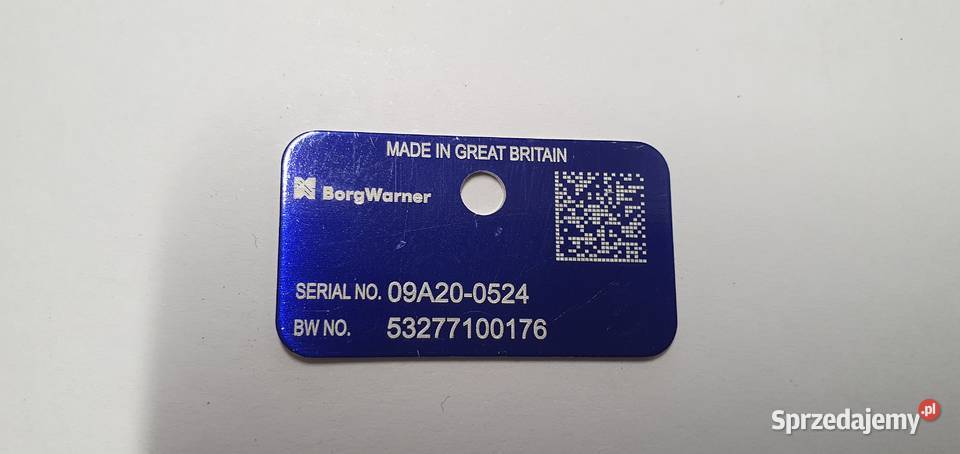 MADE IN GREAT BRITAIN
BorgWarner
SERIAL NO. 09A20-0524
BW NO. 53277100176
Sprzedajemy.pl